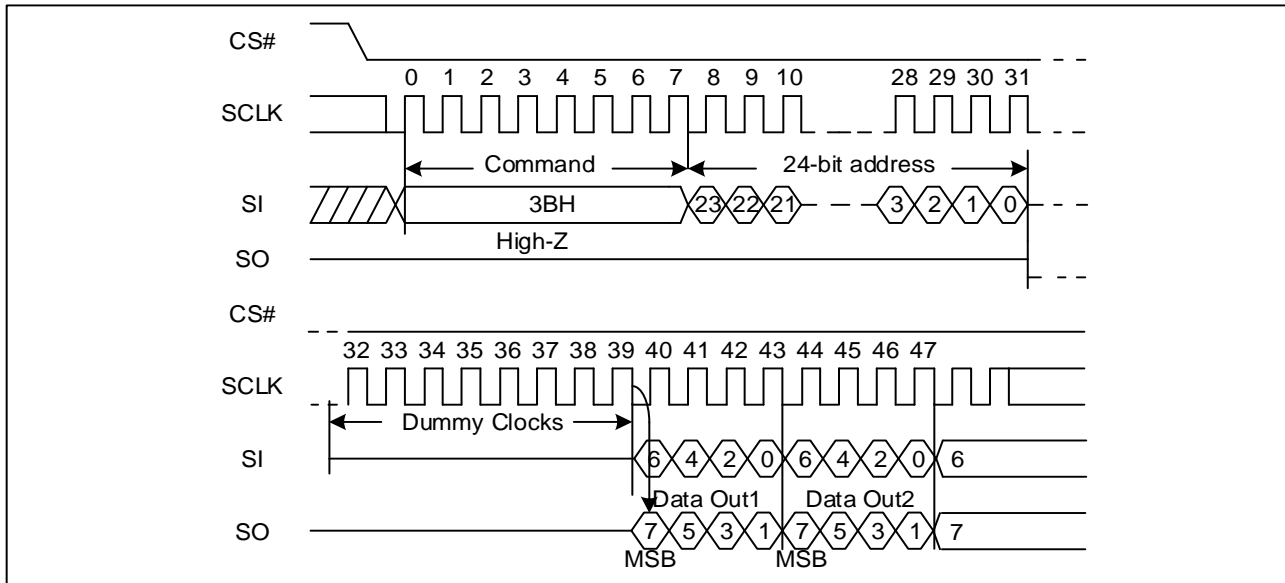 CS#
0 1 2 3 4 5 6 7 8 9 10 28 29 30 31
SCLK
Command 24-bit address
SI 3BH 23 22 21 3 2 1 0
High-Z
SO
CS#
32 33 34 35 36 37 38 39 40 41 42 43 44 45 46 47
SCLK
Dummy Clocks
SI 6 4 2 0 6 4 2 0 6
Data Out1 Data Out2
SO 7 5 3 1 7 5 3 1 7
MSB MSB